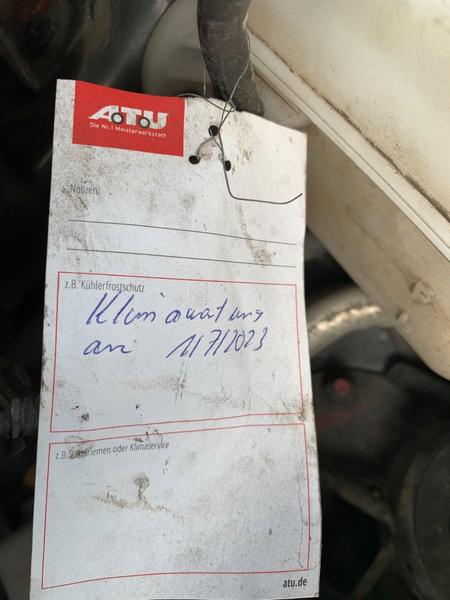 ATU
Die Nr.1 Meisterwerkstatt
Notizen:
z.B. Kühlerfrostschutz
Klimawartung
am 11/7/2023
z.B. Zahnriemen oder Klimaservice
atu.de